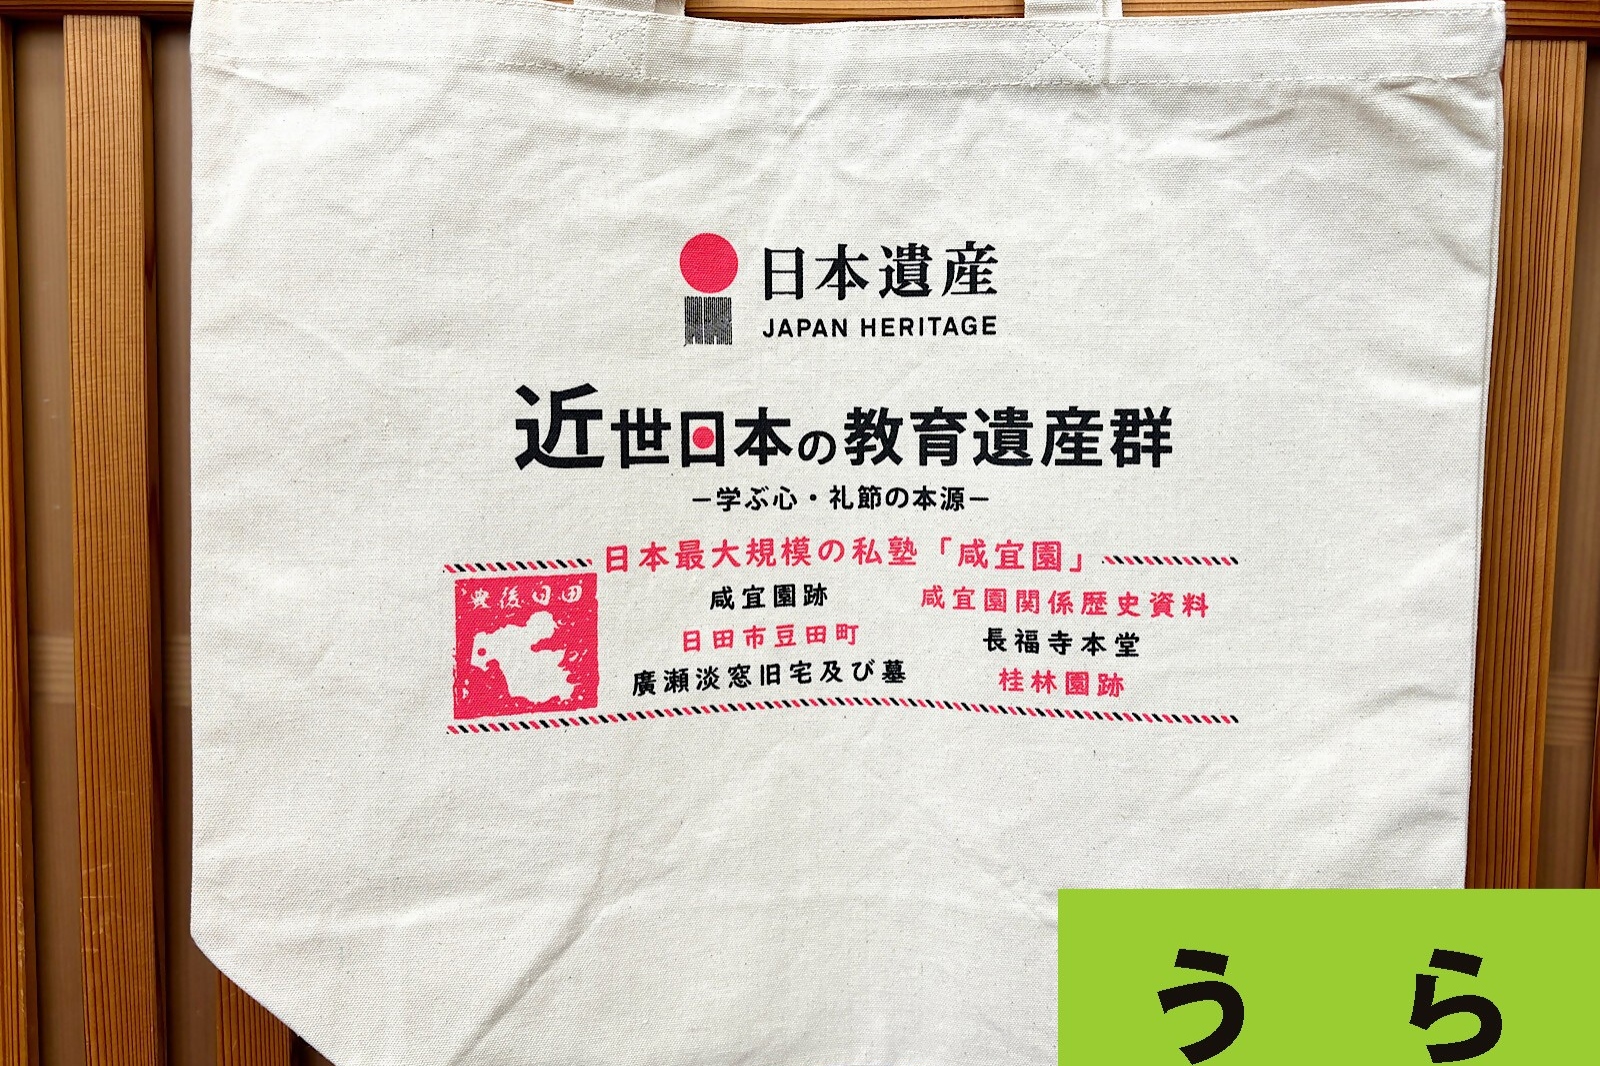 日本遺産
JAPAN HERITAGE
近世日本の教育遺産群
－学ぶ心・礼節の本源－
日本最大規模の私塾「咸宜園」
豊後日田
咸宜園跡
日田市豆田町
廣瀬淡窓旧宅及び墓
咸宜園関係歴史資料
長福寺本堂
桂林園跡
うら